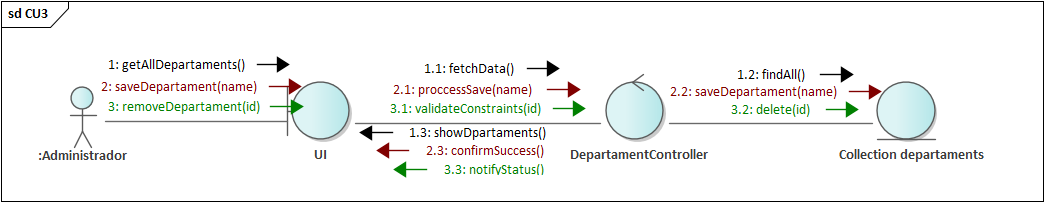 sd CU3
1: getAllDepartaments()
2: saveDepartament(name)
3: removeDepartament(id)
1.1: fetchData()
2.1: proccessSave(name)
3.1: validateConstraints(id)
1.2: findAll()
2.2: saveDepartament(name)
3.2: delete(id)
1.3: showDpartaments()
2.3: confirmSuccess()
3.3: notifyStatus()
:Administrador
UI
DepartamentController
Collection departaments